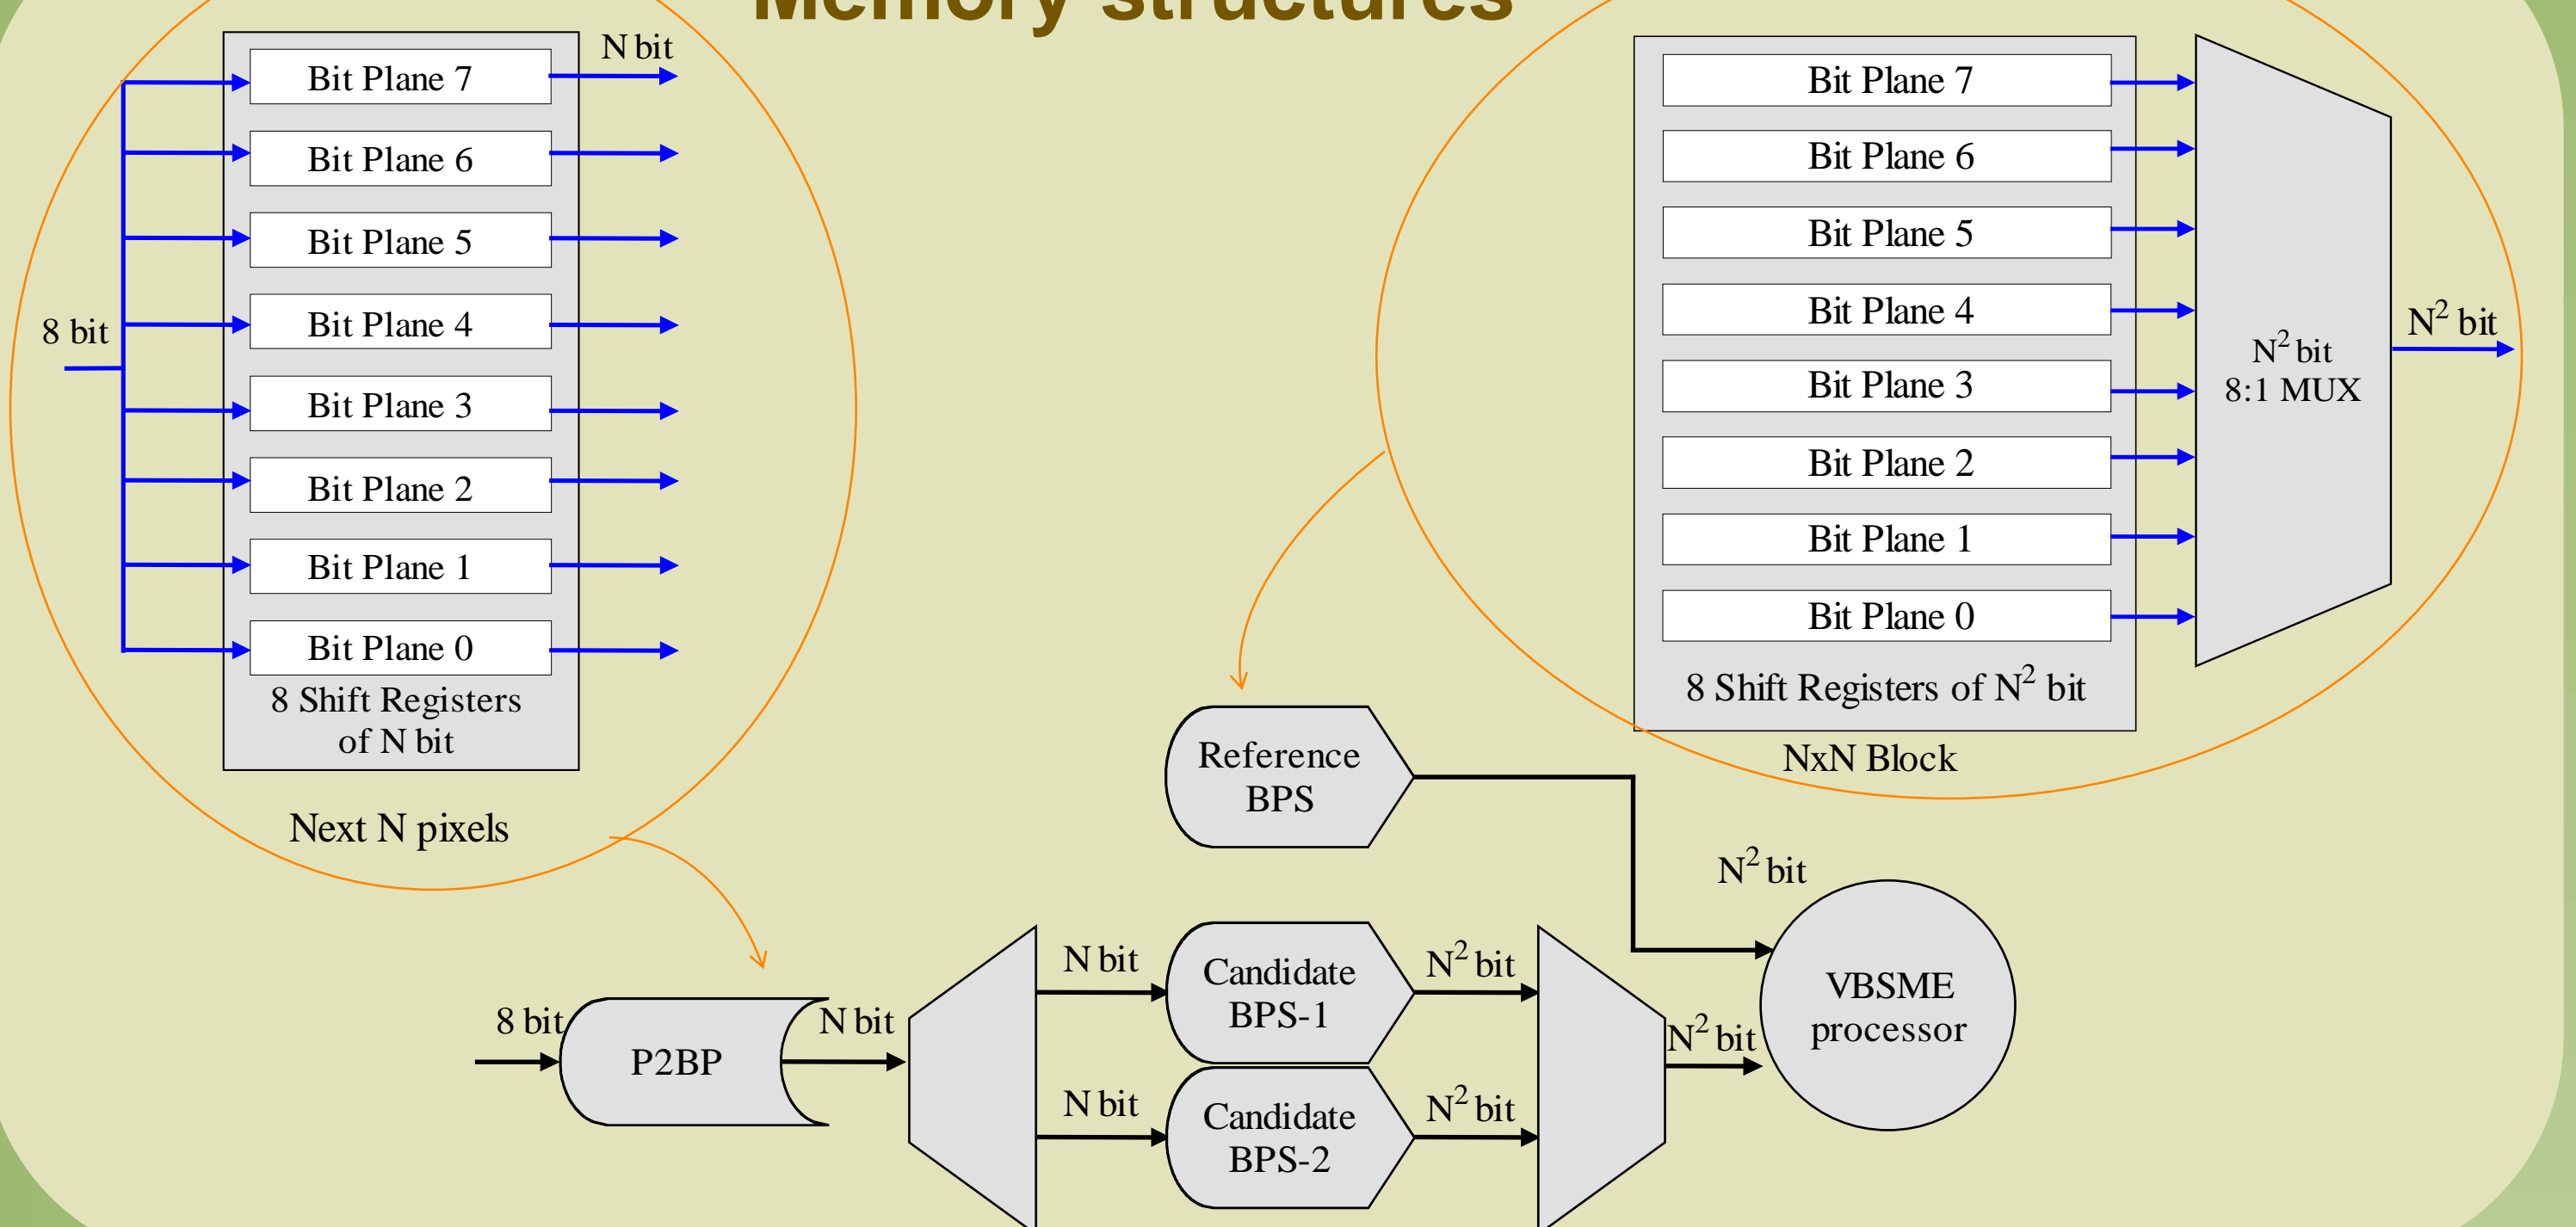 Memory structures
N bit
Bit Plane 7
Bit Plane 6
Bit Plane 5
Bit Plane 4
Bit Plane 3
Bit Plane 2
Bit Plane 1
Bit Plane 0
8 bit
8 Shift Registers
of N bit
Next N pixels
Bit Plane 7
Bit Plane 6
Bit Plane 5
Bit Plane 4
Bit Plane 3
Bit Plane 2
Bit Plane 1
Bit Plane 0
8 Shift Registers of N² bit
NxN Block
N² bit
8:1 MUX
N² bit
Reference
BPS
N² bit
8 bit
P2BP
N bit
N bit
Candidate
BPS-1
N² bit
N bit
Candidate
BPS-2
N² bit
N² bit
VBSME
processor